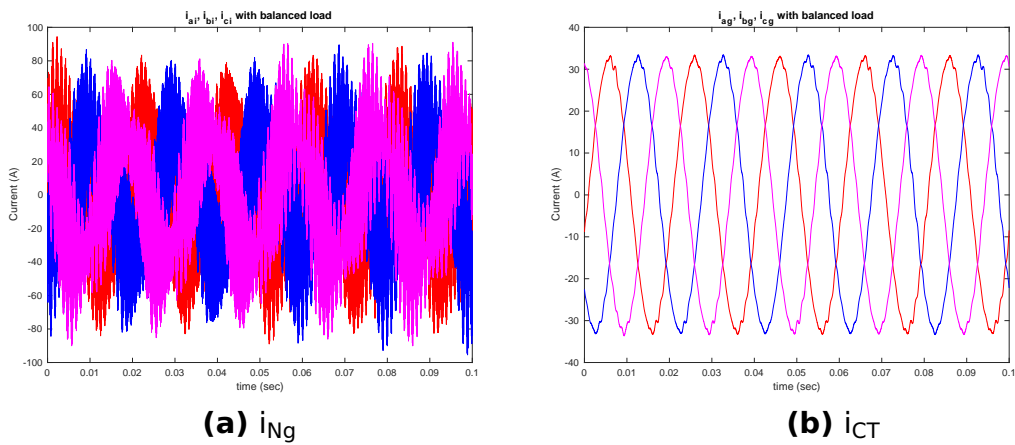 i_ai, i_bi, i_ci with balanced load
100
80
60
40
20
0
-20
-40
-60
-80
-100
Current (A)
0 0.01 0.02 0.03 0.04 0.05 0.06 0.07 0.08 0.09 0.1
time (sec)
(a) i_Ng
i_ag, i_bg, i_cg with balanced load
40
30
20
10
0
-10
-20
-30
-40
Current (A)
0 0.01 0.02 0.03 0.04 0.05 0.06 0.07 0.08 0.09 0.1
time (sec)
(b) i_CT